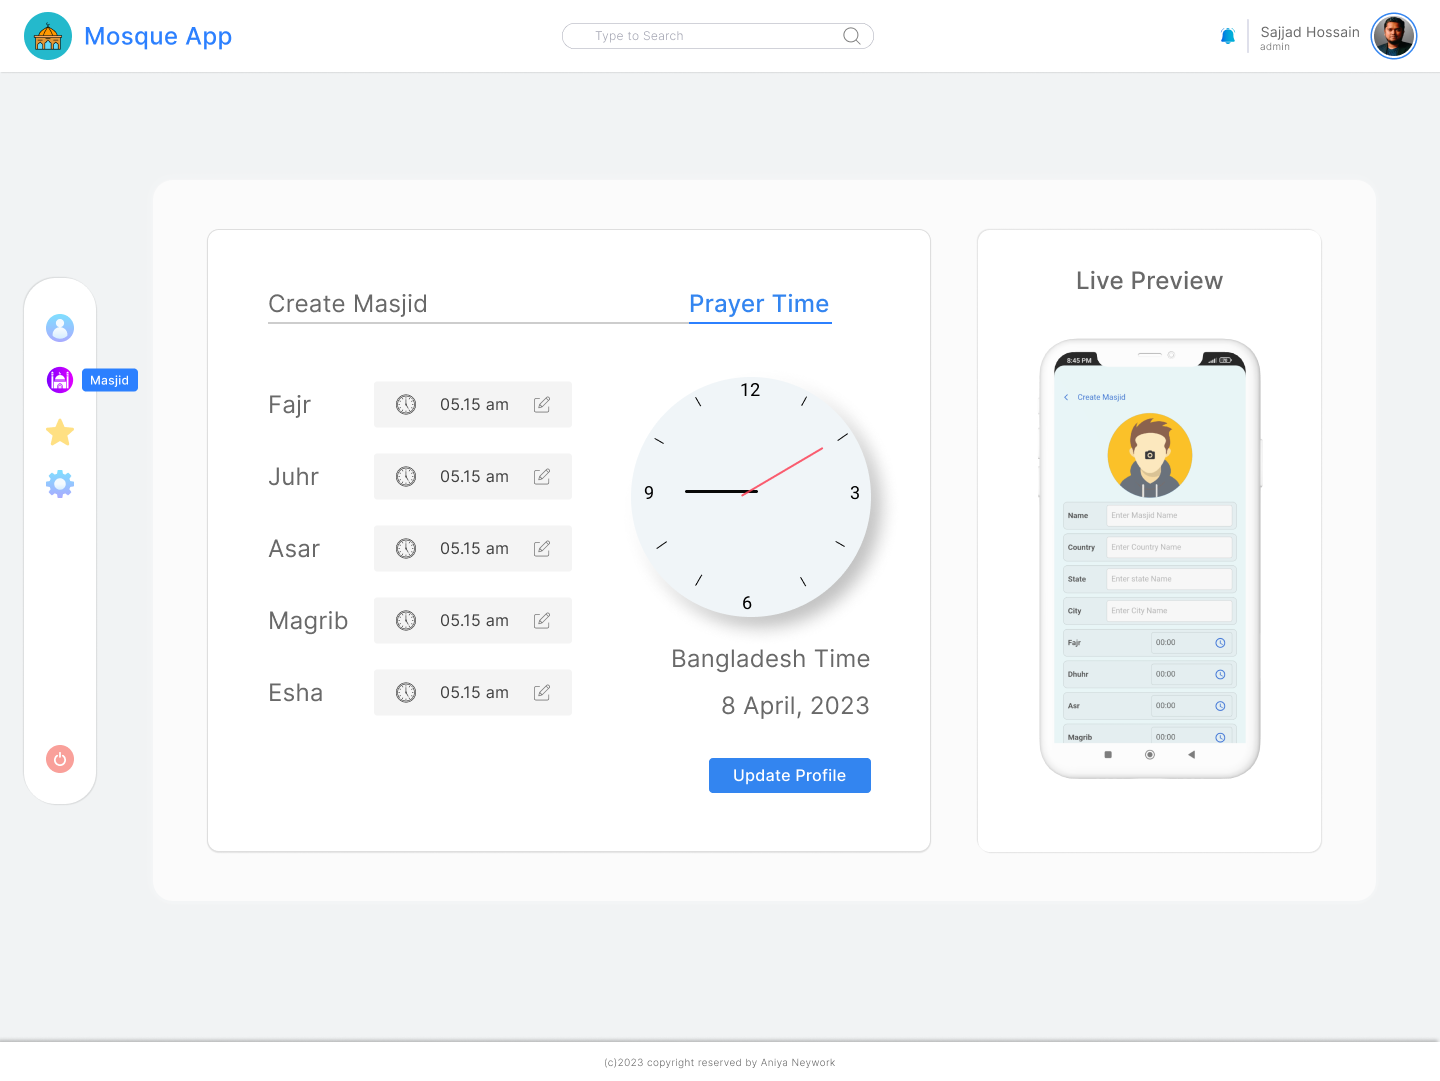 Mosque App
Type to Search
Sajjad Hossain
admin
Masjid
Create Masjid
Prayer Time
Fajr
05.15 am
Juhr
05.15 am
Asar
05.15 am
Magrib
05.15 am
Esha
05.15 am
12
9
3
6
Bangladesh Time
8 April, 2023
Update Profile
Live Preview
8:45 PM
Create Masjid
Name
Enter Masjid Name
Country
Enter Country Name
State
Enter state Name
City
Enter City Name
Fajr
00:00
Dhuhr
00:00
Asr
00:00
Magrib
00:00
(c)2023 copyright reserved by Aniya Neywork